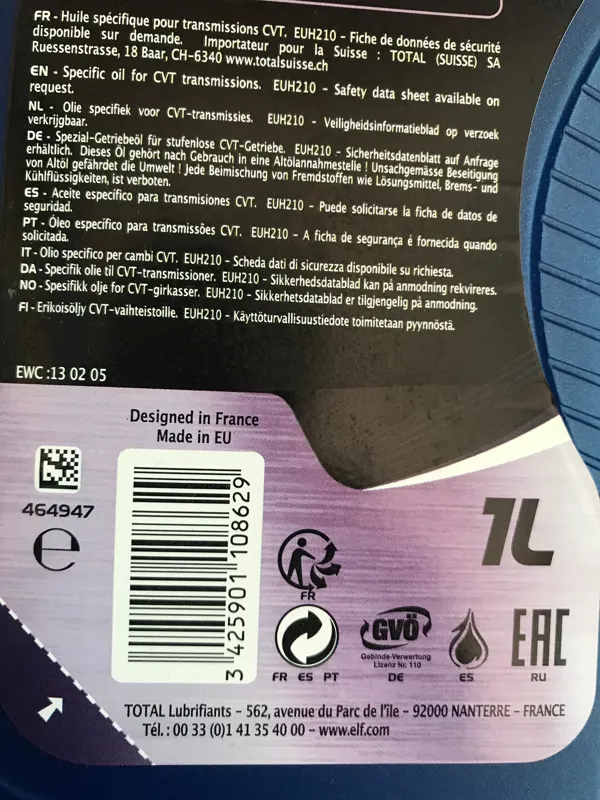 FR - Huile spécifique pour transmissions CVT. EUH210 - Fiche de données de sécurité
disponible sur demande. Importateur pour la Suisse : TOTAL (SUISSE) SA
Ruessenstrasse, 18 Baar, CH-6340 www.totalsuisse.ch
EN - Specific oil for CVT transmissions. EUH210 - Safety data sheet available on
request.
NL - Olie specifiek voor CVT-transmissies. EUH210 - Veiligheidsinformatieblad op verzoek
verkrijgbaar.
DE - Spezial-Getriebeöl für stufenlose CVT-Getriebe. EUH210 - Sicherheitsdatenblatt auf Anfrage
erhältlich. Dieses Öl gehört nach Gebrauch in eine Altölannahmestelle ! Unsachgemässe Beseitigung
von Altöl gefährdet die Umwelt ! Jede Beimischung von Fremdstoffen wie Lösungsmittel, Brems- und
Kühlflüssigkeiten, ist verboten.
ES - Aceite específico para transmisiones CVT. EUH210 - Puede solicitarse la ficha de datos de
seguridad.
PT - Óleo específico para transmissões CVT. EUH210 - A ficha de segurança é fornecida quando
solicitada.
IT - Olio specifico per cambi CVT. EUH210 - Scheda dati di sicurezza disponibile su richiesta.
DA - Specifik olie til CVT-transmissioner. EUH210 - Sikkerhedsdatablad kan på anmodning rekvireres.
NO - Spesifikk olje for CVT-girkasser. EUH210 - Sikkerhetsdatablad er tilgjengelig på anmodning.
FI - Erikoisöljy CVT-vaihteistoille. EUH210 - Käyttöturvallisuustiedote toimitetaan pyynnöstä.
EWC :13 02 05
Designed in France
Made in EU
464947
e
3 425901 108629
1L
FR
FR ES PT
GVÖ
Gebinde-Verwertung
Lizenz Nr. 110
DE
ES
EAC
RU
TOTAL Lubrifiants - 562, avenue du Parc de l'île - 92000 NANTERRE - FRANCE
Tél. : 00 33 (0)1 41 35 40 00 - www.elf.com